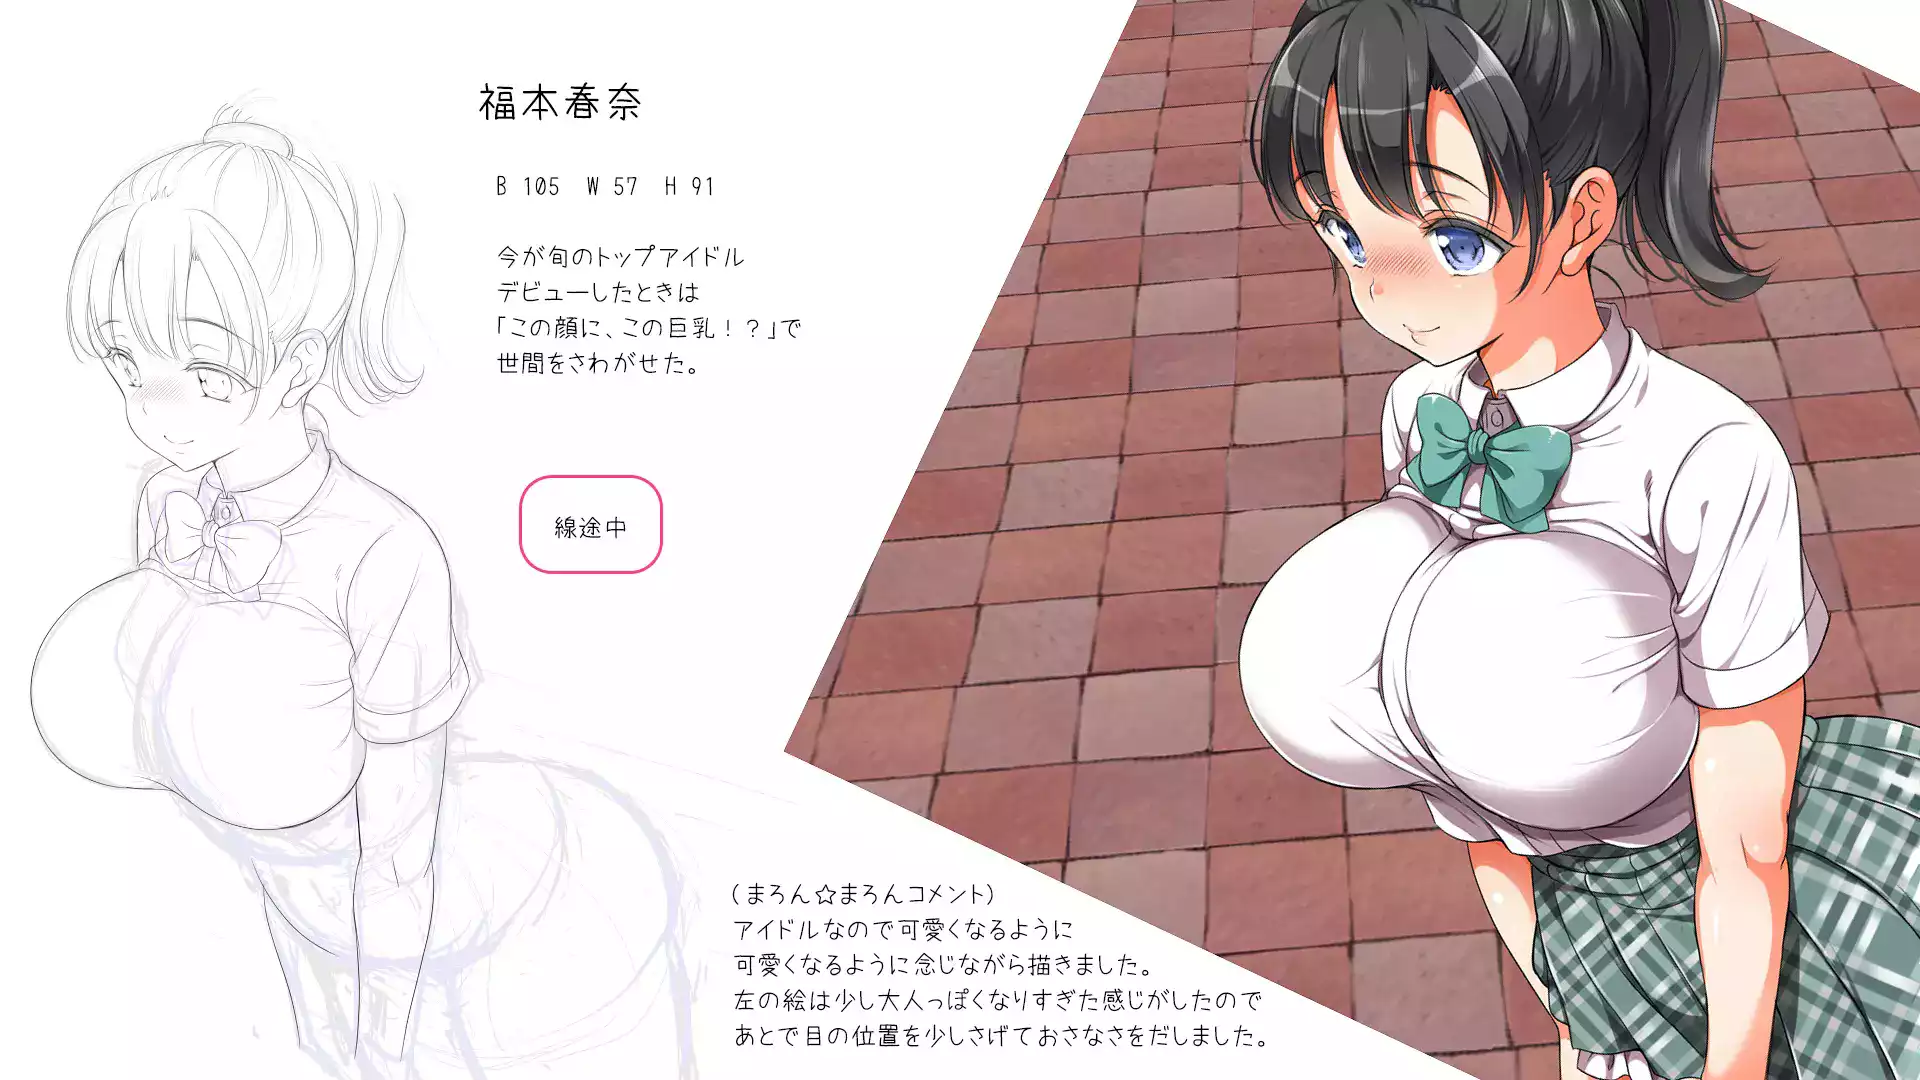 福本春奈
B 105 W 57 H 91
今が旬のトップアイドル
デビューしたときは
「この顔に、この巨乳！？」で
世間をさわがせた。
線途中
（まろん☆まろんコメント）
アイドルなので可愛くなるように
可愛くなるように念じながら描きました。
左の絵は少し大人っぽくなりすぎた感じがしたので
あとで目の位置を少しさげておさなさをだしました。